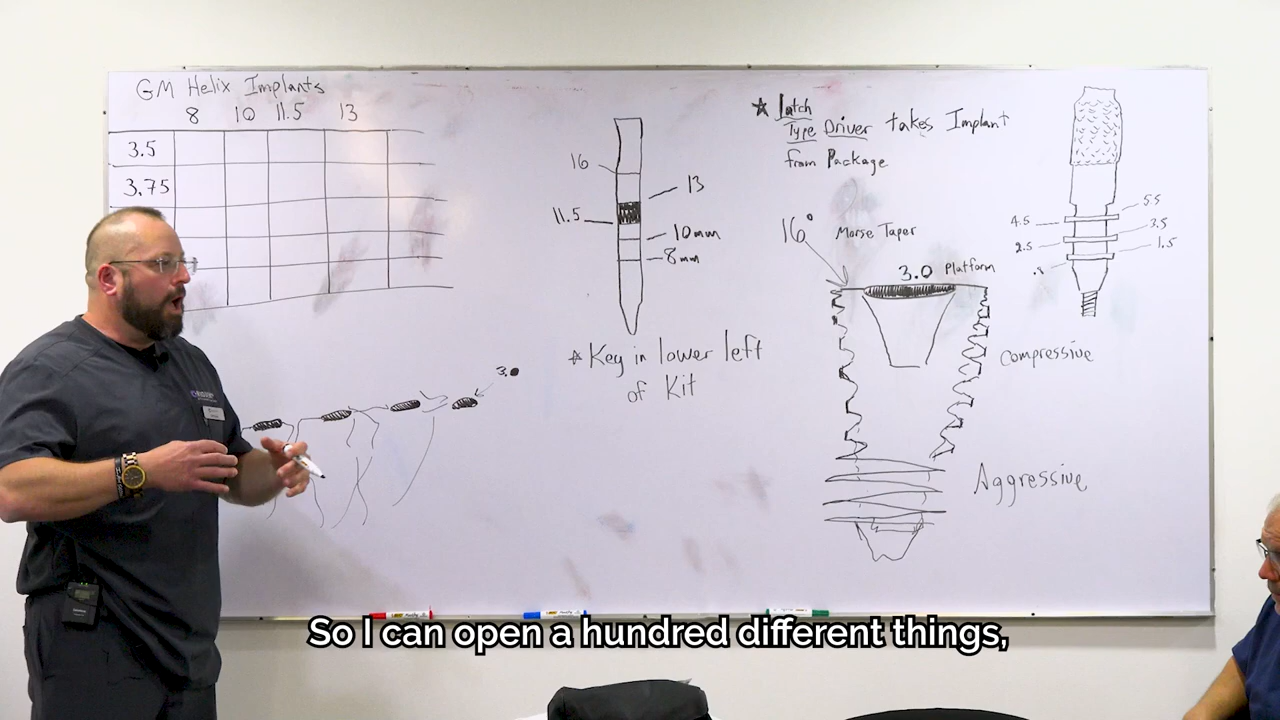 GM Helix Implants
8 10 11.5 13
3.5
3.75
16
13
11.5
10mm
8mm
★ Key in lower left
of Kit
3.0
★ Latch
Type Driver takes Implant
from Package
16° Morse Taper
3.0 Platform
Compressive
Aggressive
5.5
4.5
3.5
2.5
1.5
.8
So I can open a hundred different things,